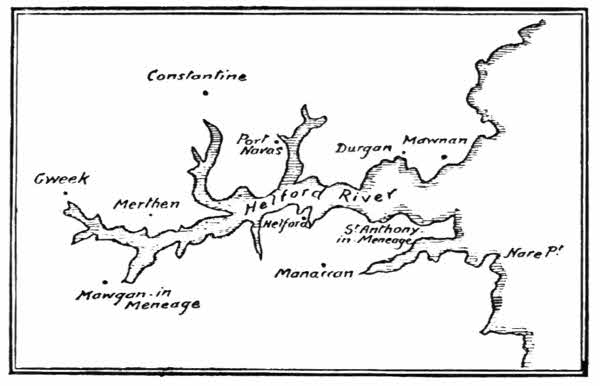 Constantine
Port
Navas
Durgan
Mawnan
Gweek
Merthen
Helford River
Helford
St Anthony
in Meneage
Nare Pt
Manaccan
Mawgan-in
Meneage